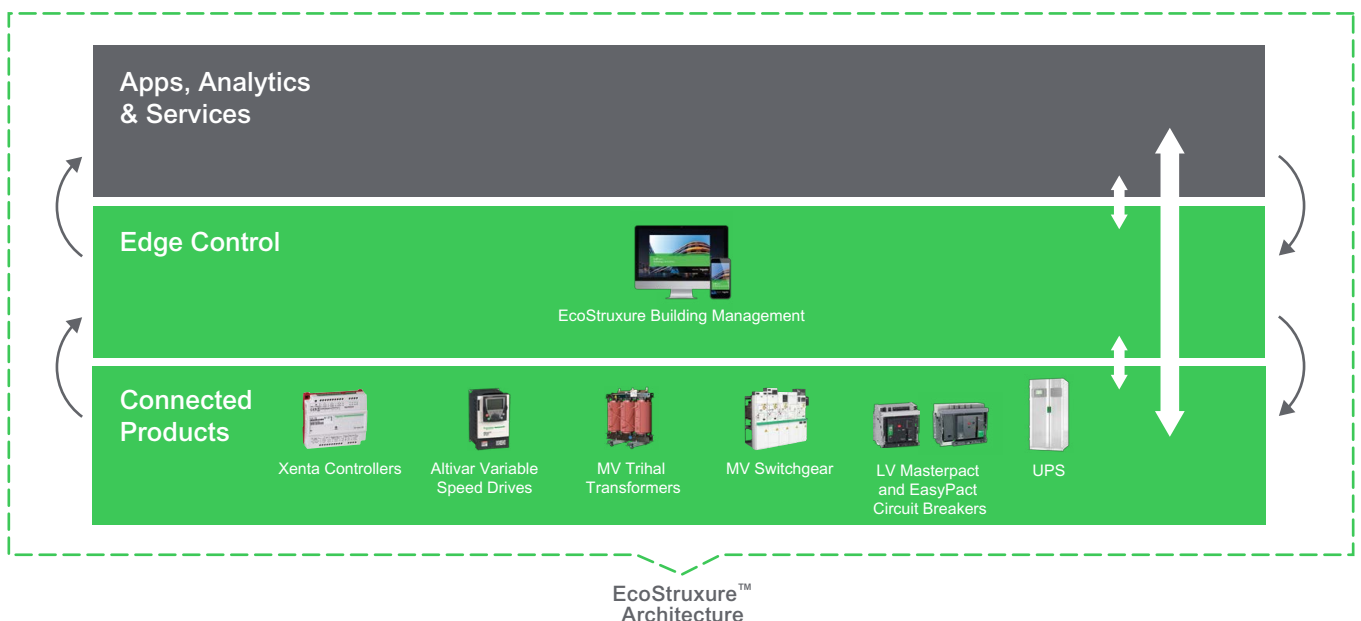 Apps, Analytics
& Services
Edge Control
EcoStruxure Building Management
Connected
Products
Xenta Controllers
Altivar Variable
Speed Drives
MV Trihal
Transformers
MV Switchgear
LV Masterpact
and EasyPact
Circuit Breakers
UPS
EcoStruxure™
Architecture